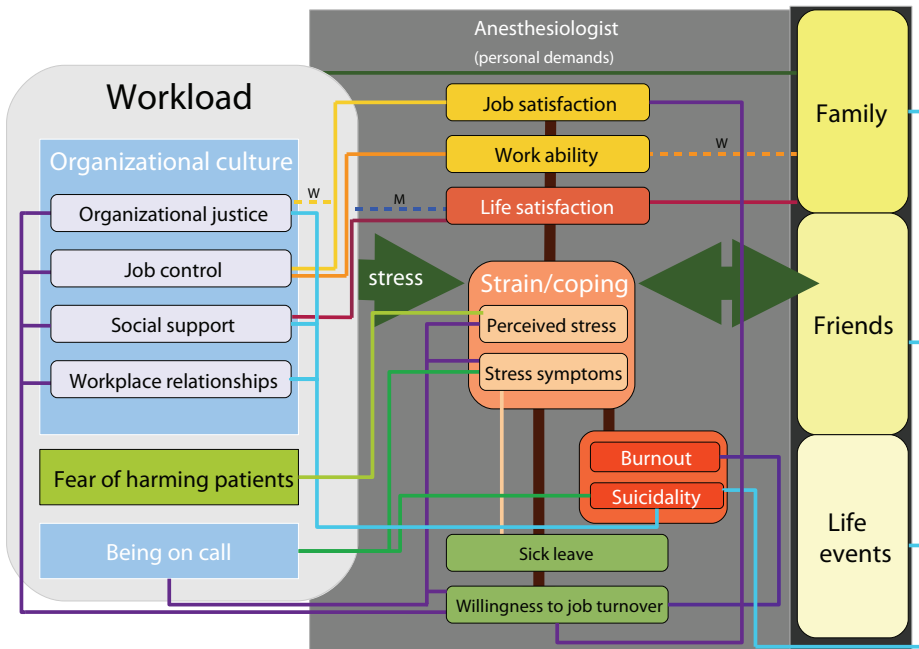 Anesthesiologist
(personal demands)
Workload
Organizational culture
Organizational justice
Job control
Social support
Workplace relationships
Fear of harming patients
Being on call
W
M
stress
Job satisfaction
Work ability
W
Life satisfaction
Strain/coping
Perceived stress
Stress symptoms
Burnout
Suicidality
Sick leave
Willingness to job turnover
Family
Friends
Life
events